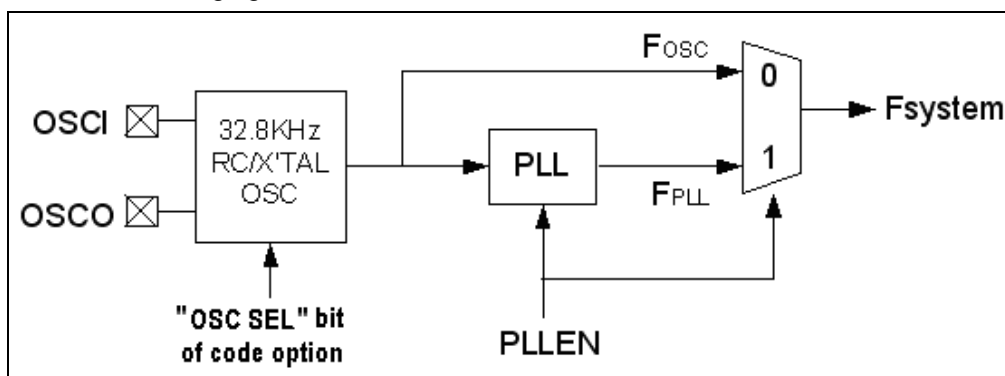 OSCI
OSCO
32.8KHz
RC/X'TAL
OSC
"OSC SEL" bit
of code option
PLL
PLLEN
FOSC
FPLL
0
1
Fsystem